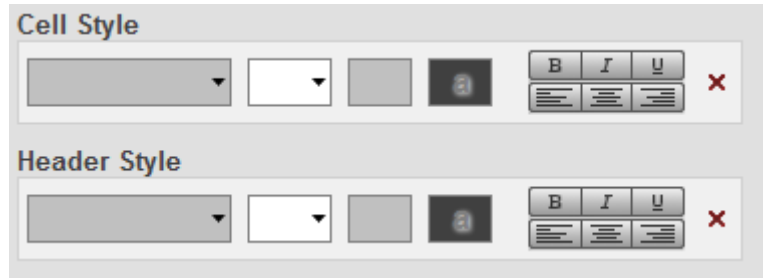 Cell Style
a
B I U
Header Style
a
B I U